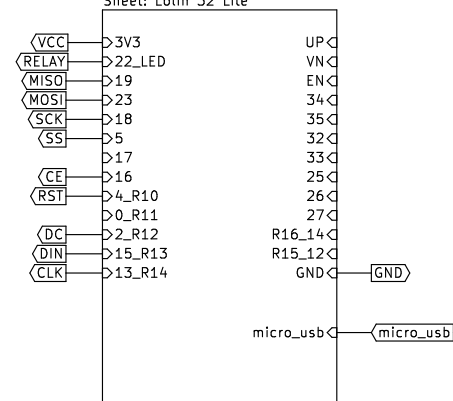 Sheet: Lolin 32 Lite
VCC 3V3 UP
RELAY 22_LED VN
MISO 19 EN
MOSI 23 34
SCK 18 35
SS 5 32
17 33
CE 16 25
RST 4_R10 26
0_R11 27
DC 2_R12 R16_14
DIN 15_R13 R15_12
CLK 13_R14 GND GND
micro_usb micro_usb